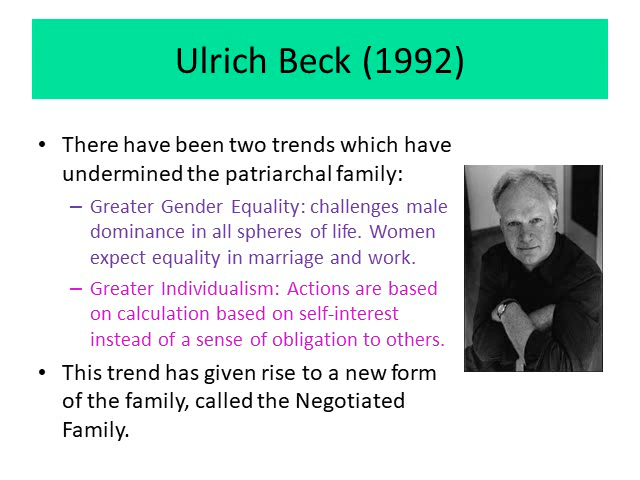 Ulrich Beck (1992)
• There have been two trends which have
undermined the patriarchal family:
– Greater Gender Equality: challenges male
dominance in all spheres of life. Women
expect equality in marriage and work.
– Greater Individualism: Actions are based
on calculation based on self-interest
instead of a sense of obligation to others.
• This trend has given rise to a new form
of the family, called the Negotiated
Family.